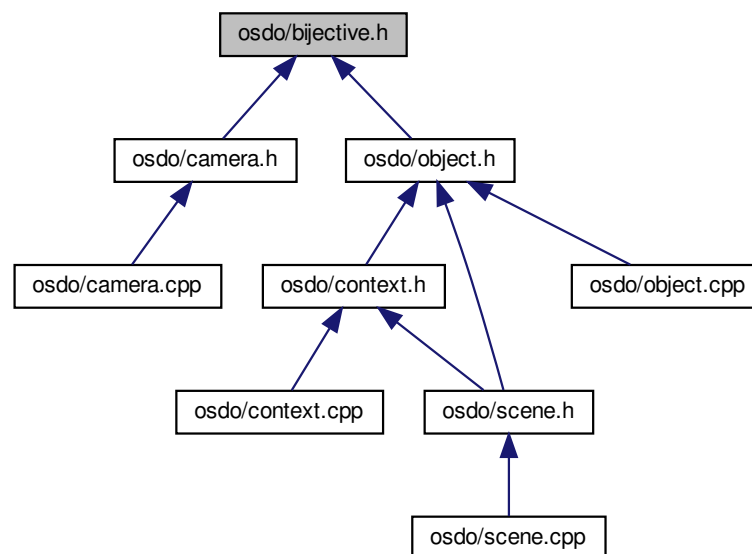 osdo/bijective.h
osdo/camera.h
osdo/object.h
osdo/camera.cpp
osdo/context.h
osdo/object.cpp
osdo/context.cpp
osdo/scene.h
osdo/scene.cpp